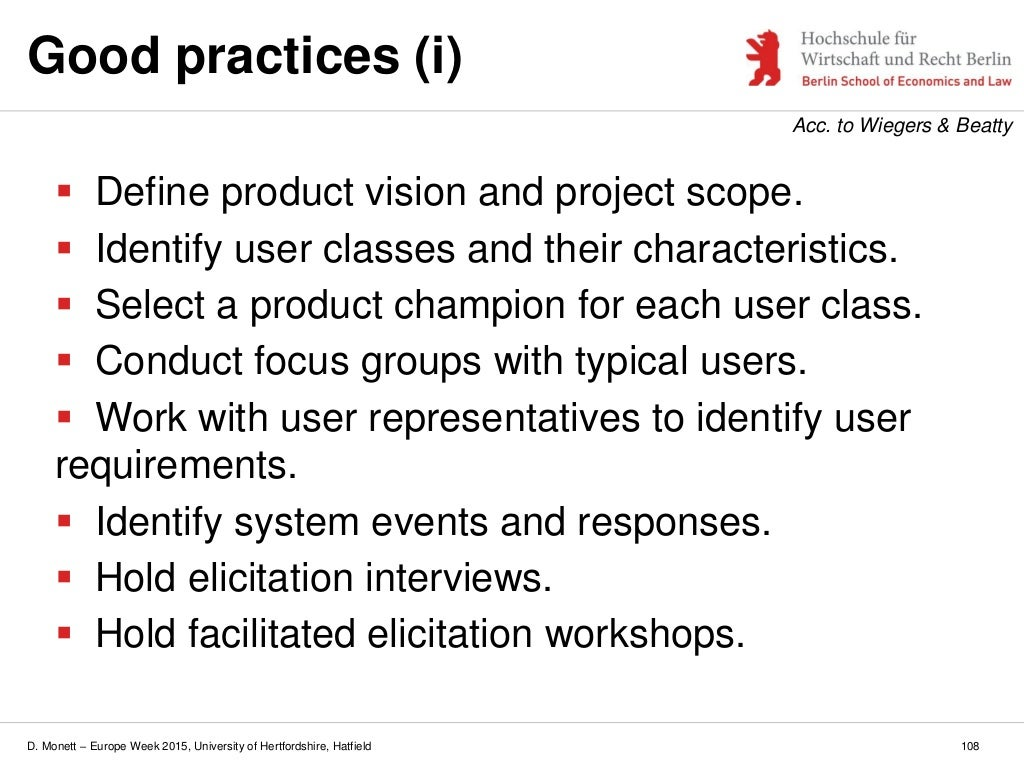 Good practices (i)
Hochschule für
Wirtschaft und Recht Berlin
Berlin School of Economics and Law
Acc. to Wiegers & Beatty
▪ Define product vision and project scope.
▪ Identify user classes and their characteristics.
▪ Select a product champion for each user class.
▪ Conduct focus groups with typical users.
▪ Work with user representatives to identify user
requirements.
▪ Identify system events and responses.
▪ Hold elicitation interviews.
▪ Hold facilitated elicitation workshops.
D. Monett – Europe Week 2015, University of Hertfordshire, Hatfield
108